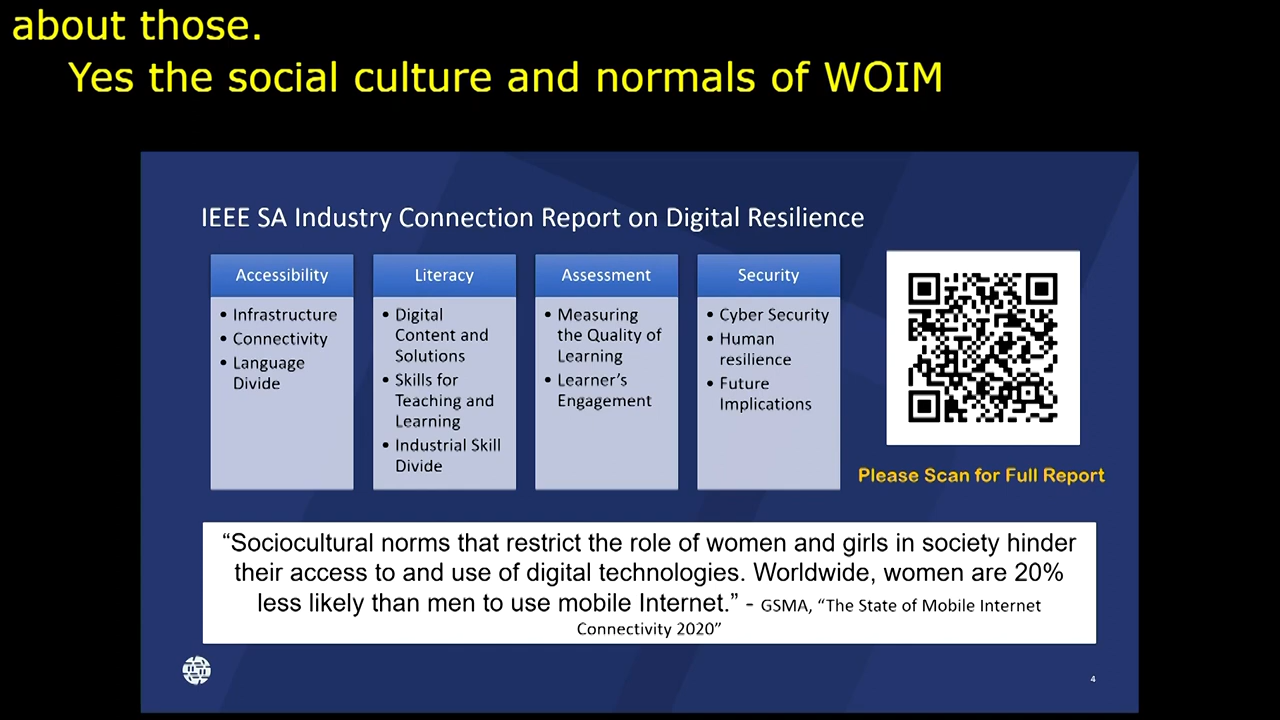 about those.
Yes the social culture and normals of WOIM
IEEE SA Industry Connection Report on Digital Resilience
Accessibility
• Infrastructure
• Connectivity
• Language
Divide
Literacy
• Digital
Content and
Solutions
• Skills for
Teaching and
Learning
• Industrial Skill
Divide
Assessment
• Measuring
the Quality of
Learning
• Learner’s
Engagement
Security
• Cyber Security
• Human
resilience
• Future
Implications
Please Scan for Full Report
“Sociocultural norms that restrict the role of women and girls in society hinder
their access to and use of digital technologies. Worldwide, women are 20%
less likely than men to use mobile Internet.” - GSMA, “The State of Mobile Internet
Connectivity 2020”
4